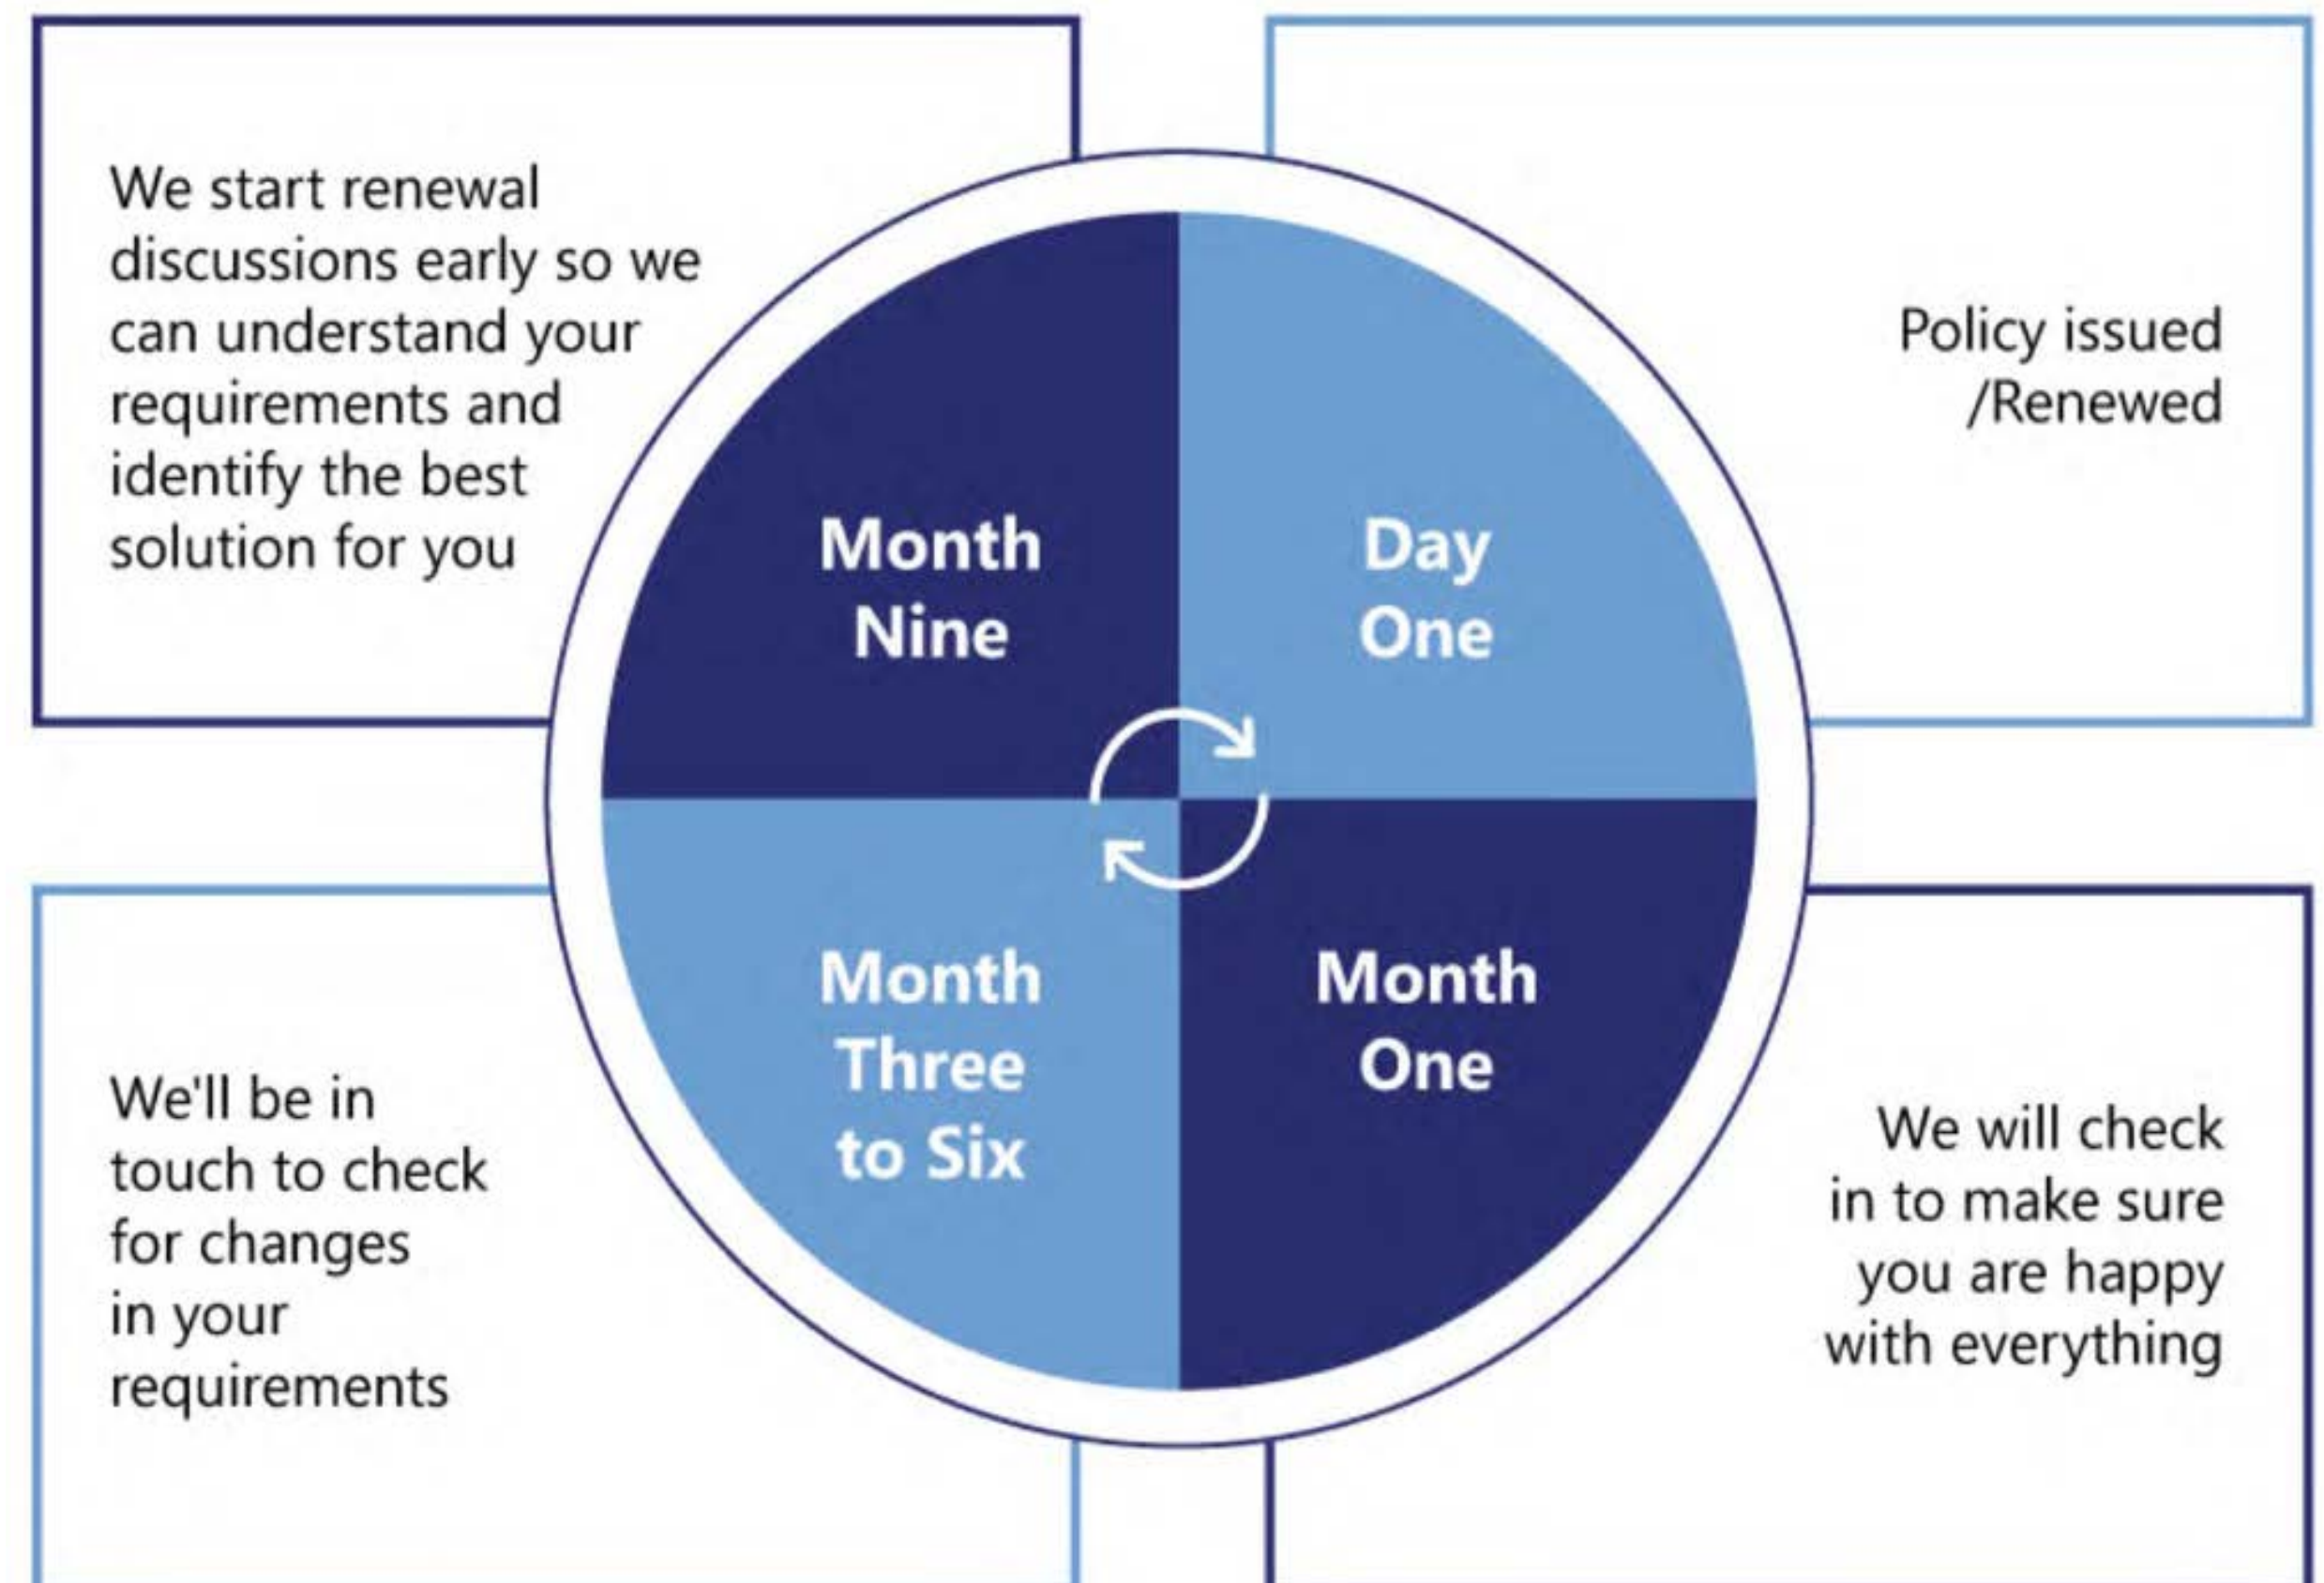 We start renewal
discussions early so we
can understand your
requirements and
identify the best
solution for you
Month
Nine
Day
One
Policy issued
/Renewed
We'll be in
touch to check
for changes
in your
requirements
Month
Three
to Six
Month
One
We will check
in to make sure
you are happy
with everything